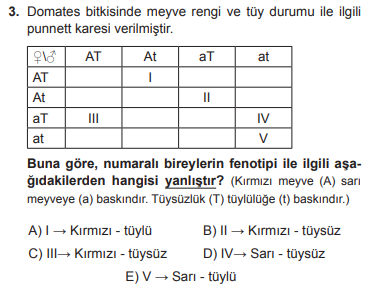 3. Domates bitkisinde meyve rengi ve tüy durumu ile ilgili
punnett karesi verilmiştir.
♀\♂ AT At aT at
AT I
At II
aT III IV
at V
Buna göre, numaralı bireylerin fenotipi ile ilgili aşa-
ğıdakilerden hangisi yanlıştır? (Kırmızı meyve (A) sarı
meyveye (a) baskındır. Tüysüzlük (T) tüylülüğe (t) baskındır.)
A) I → Kırmızı - tüylü B) II → Kırmızı - tüysüz
C) III→ Kırmızı - tüysüz D) IV→ Sarı - tüysüz
E) V → Sarı - tüylü